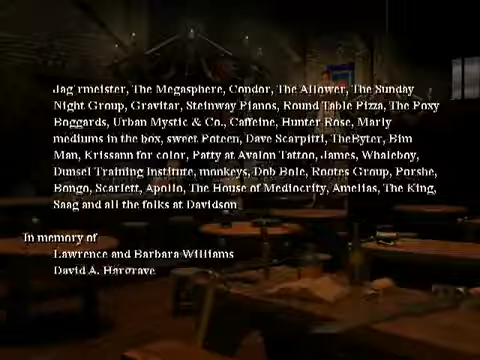 Jag'rmeister, The Megasphere, Condor, The Allower, The Sunday
Night Group, Gravitar, Steinway Pianos, Round Table Pizza, The Poxy
Boggards, Urban Mystic & Co., Caffeine, Hunter Rose, Marly
mediums in the box, sweet Poteen, Dave Scarpitti, TheByter, Bim
Man, Krissann for color, Patty at Avalon Tattoo, James, Whaleboy,
Dunsel Training Institute, monkeys, Dob Bole, Rootes Group, Porshe,
Bongo, Scarlett, Apollo, The House of Mediocrity, Amelias, The King,
Saag and all the folks at Davidson
In memory of
Lawrence and Barbara Williams
David A. Hargrave